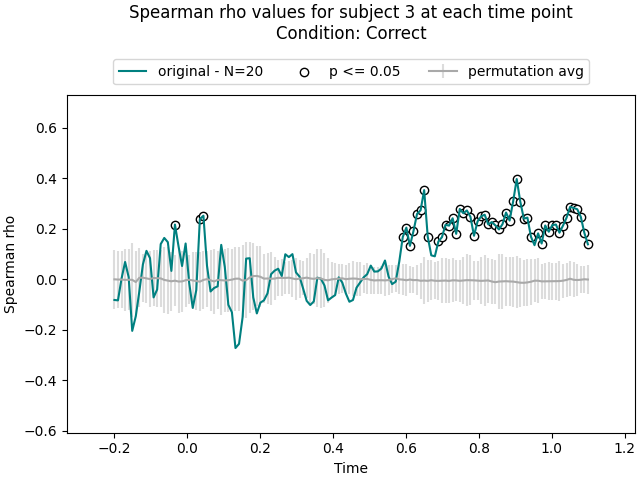 Spearman rho values for subject 3 at each time point
Condition: Correct
original - N=20
p <= 0.05
permutation avg
Spearman rho
0.6
0.4
0.2
0.0
−0.2
−0.4
−0.6
−0.2
0.0
0.2
0.4
0.6
0.8
1.0
1.2
Time